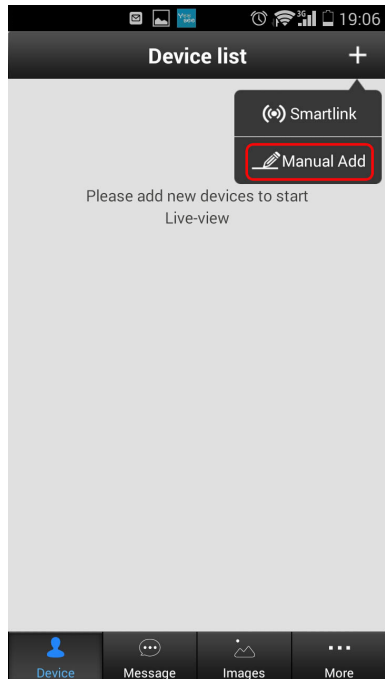 3G 19:06
Device list +
Smartlink
Manual Add
Please add new devices to start
Live-view
Device Message Images More